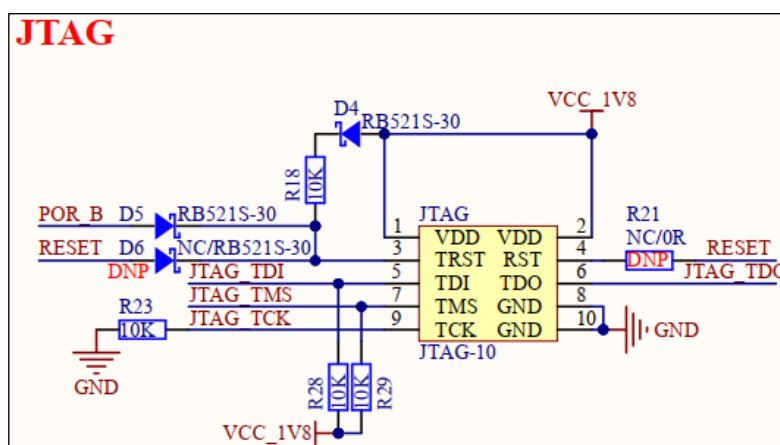 JTAG
VCC_1V8
D4
RB521S-30
R18
10K
POR_B D5 RB521S-30
RESET D6 NC/RB521S-30
DNP
JTAG
1 VDD VDD 2
3 TRST RST 4
5 TDI TDO 6
7 TMS GND 8
9 TCK GND 10
JTAG-10
R21
NC/0R
DNP
RESET
JTAG_TDO
GND
JTAG_TDI
JTAG_TMS
JTAG_TCK
R23
10K
GND
R28
10K
10K
R29
VCC_1V8